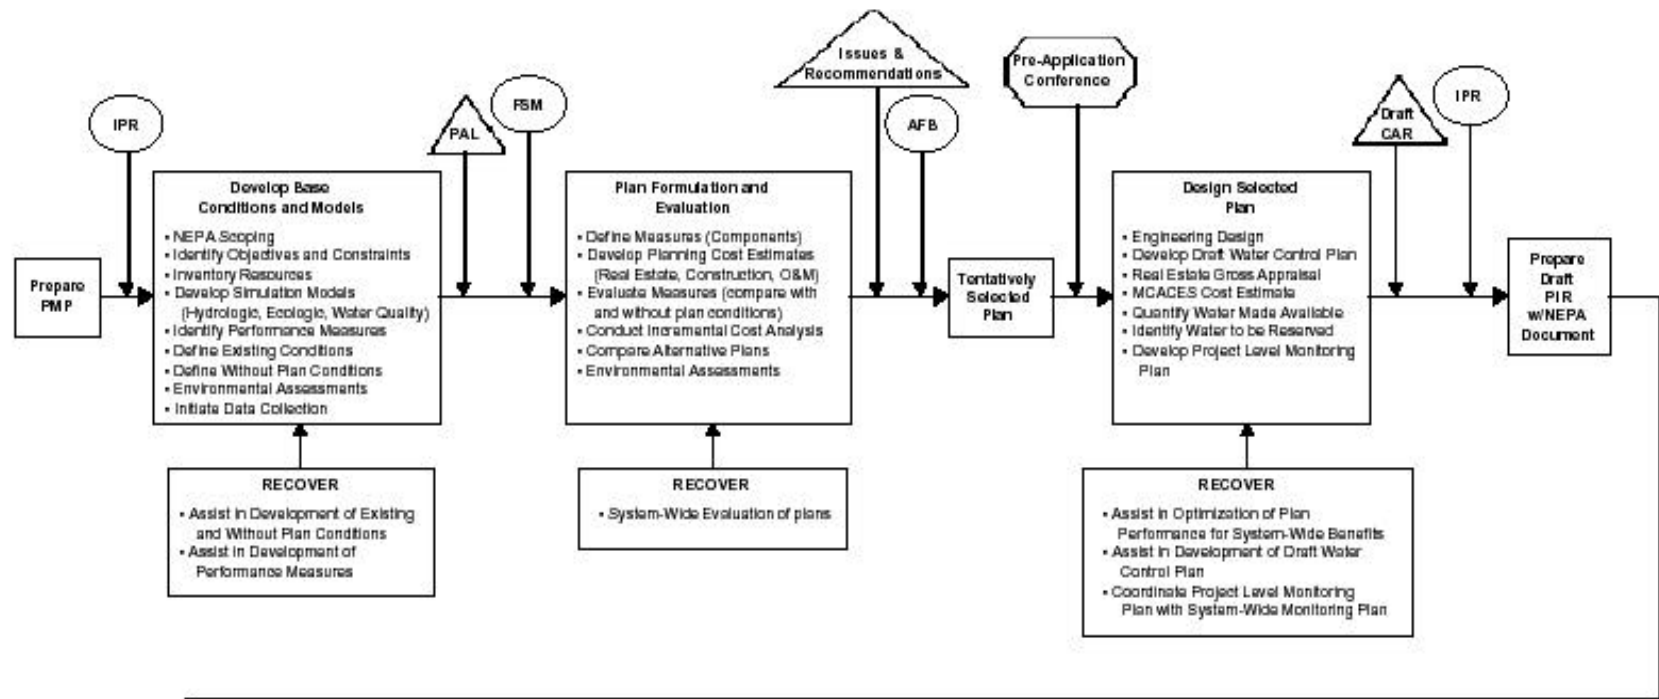 Prepare
PMP
IPR
Develop Base
Conditions and Models
• NEPA Scoping
• Identify Objectives and Constraints
• Inventory Resources
• Develop Simulation Models
(Hydrologic, Ecologic, Water Quality)
• Identify Performance Measures
• Define Existing Conditions
• Define Without Plan Conditions
• Environmental Assessments
• Initiate Data Collection
RECOVER
• Assist in Development of Existing
and Without Plan Conditions
• Assist in Development of
Performance Measures
PAL
FSM
Plan Formulation and
Evaluation
• Define Measures (Components)
• Develop Planning Cost Estimates
(Real Estate, Construction, O&M)
• Evaluate Measures (compare with
and without plan conditions)
• Conduct Incremental Cost Analysis
• Compare Alternative Plans
• Environmental Assessments
RECOVER
• System-Wide Evaluation of plans
Issues &
Recommendations
AFB
Tentatively
Selected
Plan
Pre-Application
Conference
Design Selected
Plan
• Engineering Design
• Develop Draft Water Control Plan
• Real Estate Gross Appraisal
• MCACES Cost Estimate
• Quantify Water Made Available
• Identify Water to be Reserved
• Develop Project Level Monitoring
Plan
RECOVER
• Assist in Optimization of Plan
Performance for System-Wide Benefits
• Assist in Development of Draft Water
Control Plan
• Coordinate Project Level Monitoring
Plan with System-Wide Monitoring Plan
Draft
CAR
IPR
Prepare
Draft
PIR
w/NEPA
Document